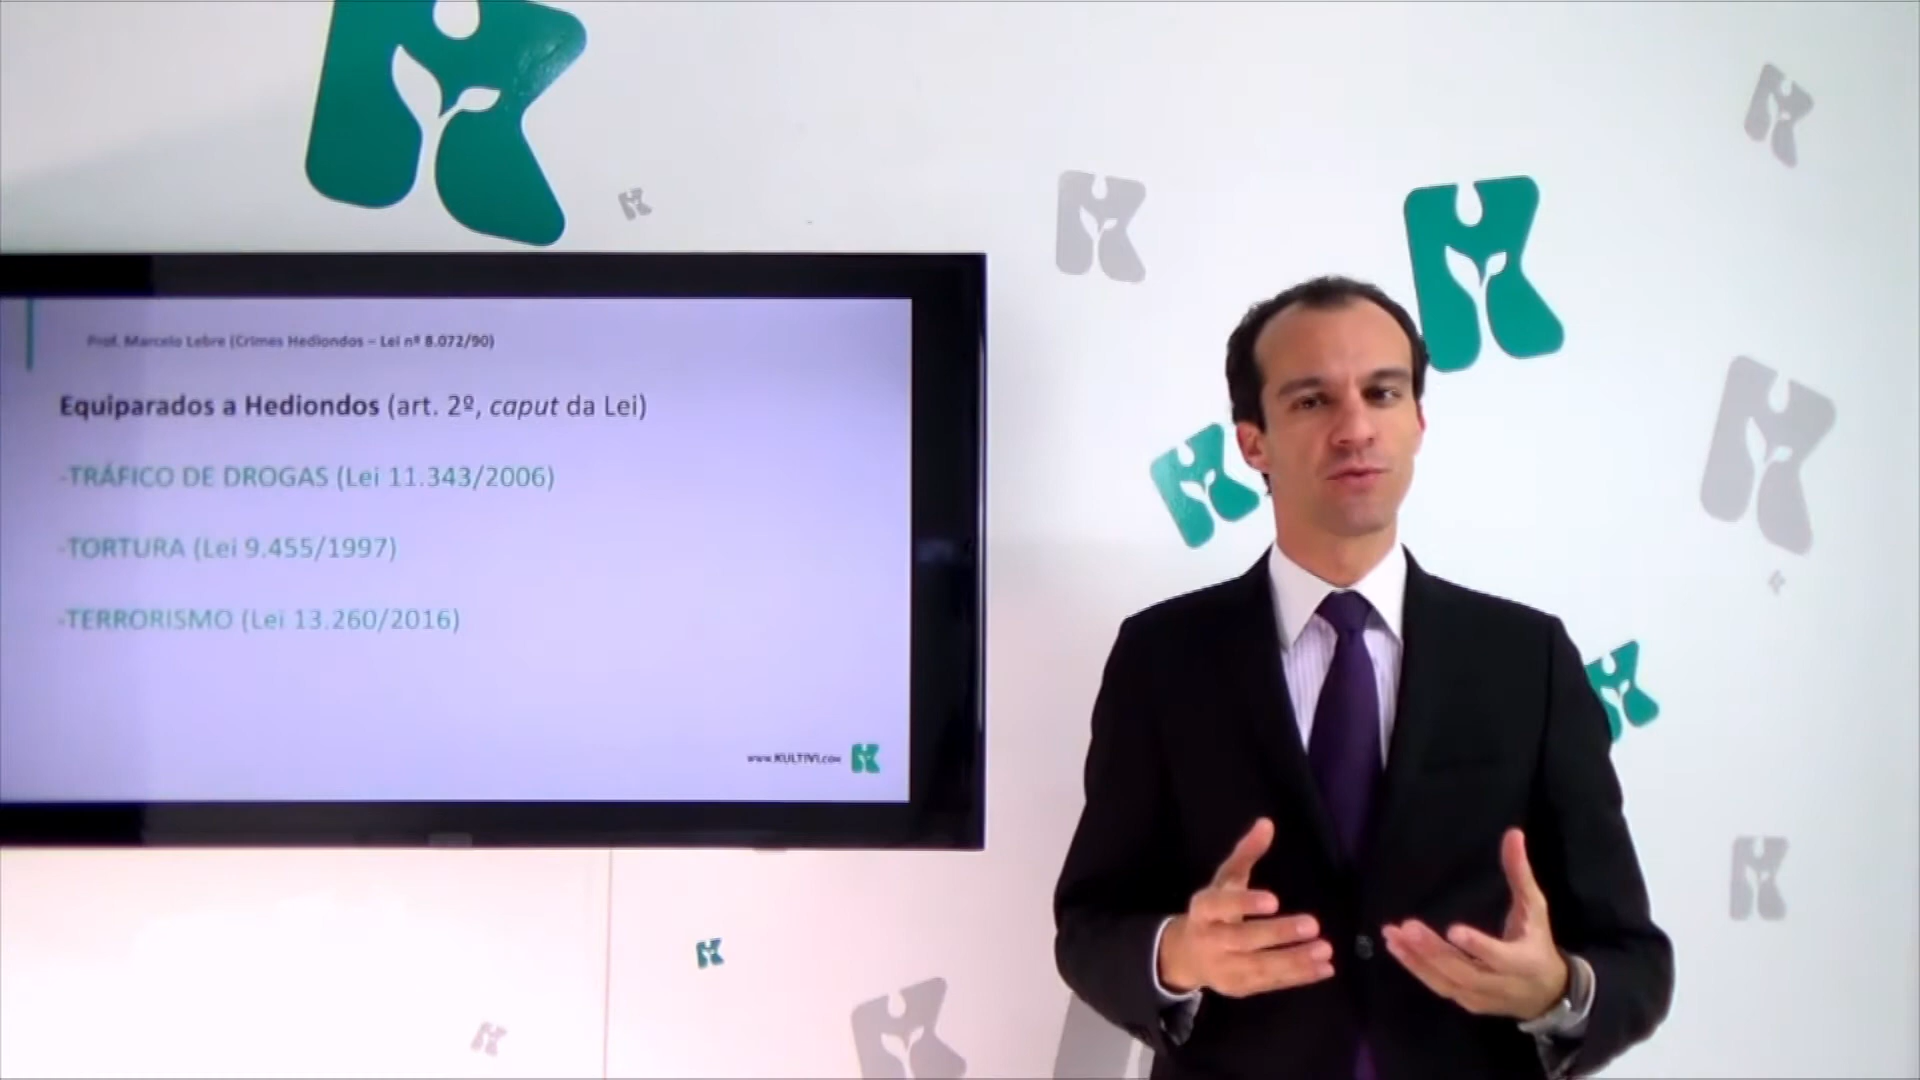 Prof. Marcelo Lebre (Crimes Hediondos – Lei nº 8.072/90)
Equiparados a Hediondos (art. 2º, caput da Lei)
-TRÁFICO DE DROGAS (Lei 11.343/2006)
-TORTURA (Lei 9.455/1997)
-TERRORISMO (Lei 13.260/2016)
www.KULTIVI.com